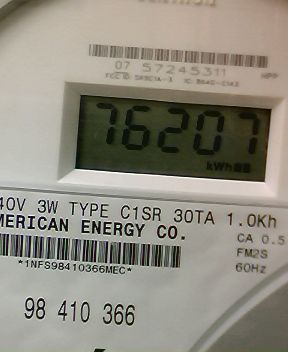 07 57245311
HPP
76207
kWh
40V 3W TYPE C1SR 30TA 1.0Kh
MERICAN ENERGY CO.
CA 0.5
*1NFS98410366MEC*
FM2S
60Hz
98 410 366